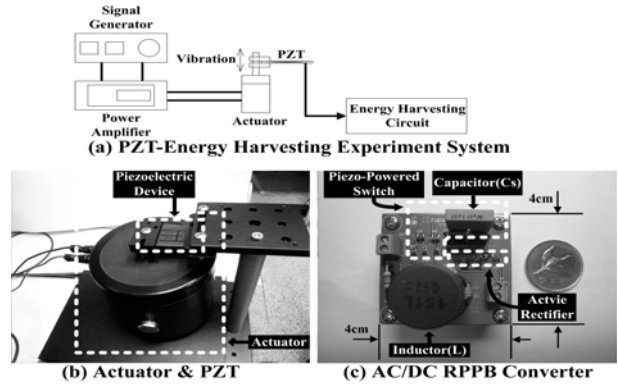 Signal
Generator
Vibration
PZT
Power
Amplifier
Actuator
Energy Harvesting
Circuit
(a) PZT-Energy Harvesting Experiment System
Piezoelectric
Device
Actuator
(b) Actuator & PZT
Piezo-Powered
Switch
Capacitor(Cs)
4cm
151L
Actvie
Rectifier
4cm
Inductor(L)
(c) AC/DC RPPB Converter